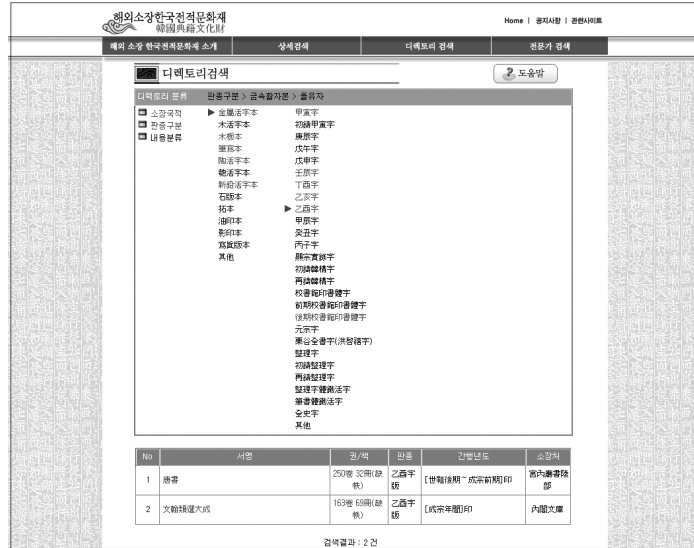 해외소장한국전적문화재
韓國典籍文化財
Home | 공지사항 | 관련사이트
해외 소장 한국전적문화재 소개 상세검색 디렉토리 검색 전문가 검색
디렉토리검색
도움말
디렉토리 분류 판종구분 > 금속활자본 > 을유자
소장국적 ▶ 金屬活字本 甲寅字
판종구분 木活字本 初鑄甲寅字
내용분류 木板本 庚辰字
筆寫本 戊午字
陶活字本 戊申字
瓢活字本 壬辰字
新鉛活字本 丁酉字
石版本 乙亥字
拓本 ▶ 乙酉字
油印本 甲辰字
影印本 癸丑字
寫眞版本 丙子字
其他 顯宗實錄字
初鑄韓構字
再鑄韓構字
校書館印書體字
前期校書館印書體字
後期校書館印書體字
元宗字
栗谷全書字(洪啓禧字)
整理字
初鑄整理字
再鑄整理字
整理字體鐵活字
筆書體鐵活字
全史字
其他
No 서명 권/책 판종 간행년도 소장처
1 唐書 250卷 32冊(缺帙) 乙酉字版 [世祖後期~成宗前期]印 宮內廳書陵部
2 文翰類選大成 163卷 69冊(缺帙) 乙酉字版 [成宗年間]印 內閣文庫
검색결과 : 2 건